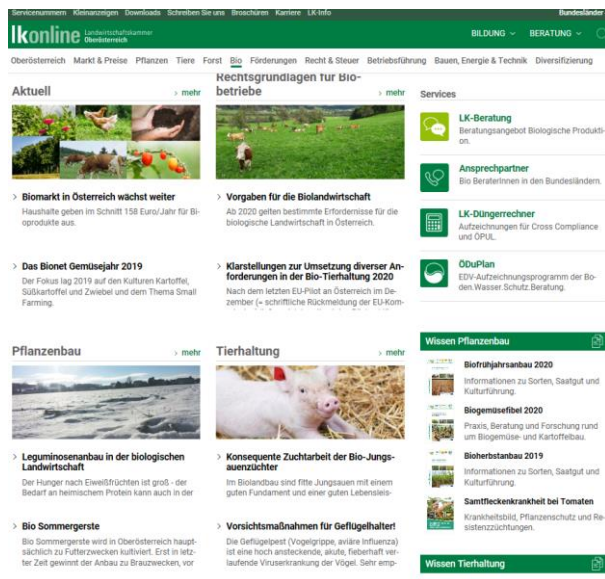 Servicenummern Kleinanzeigen Downloads Schreiben Sie uns Broschüren Karriere LK-Info Bundesländer
lkonline Landwirtschaftskammer
Oberösterreich
BILDUNG BERATUNG
Oberösterreich Markt & Preise Pflanzen Tiere Forst Bio Förderungen Recht & Steuer Betriebsführung Bauen, Energie & Technik Diversifizierung
Aktuell > mehr
> Biomarkt in Österreich wächst weiter
Haushalte geben im Schnitt 158 Euro/Jahr für Bi-
oprodukte aus.
> Das Bionet Gemüsejahr 2019
Der Fokus lag 2019 auf den Kulturen Kartoffel,
Süßkartoffel und Zwiebel und dem Thema Small
Farming.
Rechtsgrundlagen für Bio-
betriebe > mehr
> Vorgaben für die Biolandwirtschaft
Ab 2020 gelten bestimmte Erfordernisse für die
biologische Landwirtschaft in Österreich.
> Klarstellungen zur Umsetzung diverser An-
forderungen in der Bio-Tierhaltung 2020
Nach dem letzten EU-Pilot an Österreich im De-
zember (= schriftliche Rückmeldung der EU-Kom-
Services
LK-Beratung
Beratungsangebot Biologische Produkti-
on.
Ansprechpartner
Bio BeraterInnen in den Bundesländern.
LK-Düngerrechner
Aufzeichnungen für Cross Compliance
und ÖPUL.
ÖDuPlan
EDV-Aufzeichnungsprogramm der Bo-
den.Wasser.Schutz.Beratung.
Pflanzenbau > mehr
> Leguminosenanbau in der biologischen
Landwirtschaft
Der Hunger nach Eiweißfrüchten ist groß - der
Bedarf an heimischem Protein kann auch in der
> Bio Sommergerste
Bio Sommergerste wird in Oberösterreich haupt-
sächlich zu Futterzwecken kultiviert. Erst in letz-
ter Zeit gewinnt der Anbau zu Brauzwecken, vor
Tierhaltung > mehr
> Konsequente Zuchtarbeit der Bio-Jungs-
auenzüchter
Im Biolandbau sind fitte Jungsauen mit einem
guten Fundament und einer guten Lebensleis-
> Vorsichtsmaßnahmen für Geflügelhalter!
Die Geflügelpest (Vogelgrippe, aviäre Influenza)
ist eine hoch ansteckende, akute, fieberhaft ver-
laufende Viruserkrankung der Vögel. Sehr emp-
Wissen Pflanzenbau
Biofrühjahrsanbau 2020
Informationen zu Sorten, Saatgut und
Kulturführung.
Biogemüsefibel 2020
Praxis, Beratung und Forschung rund
um Biogemüse- und Kartoffelbau.
Bioherbstanbau 2019
Informationen zu Sorten, Saatgut und
Kulturführung.
Samtfleckenkrankheit bei Tomaten
Krankheitsbild, Pflanzenschutz und Re-
sistenzzüchtungen.
Wissen Tierhaltung